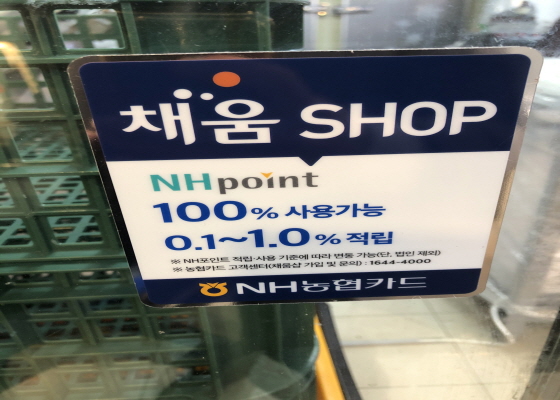 채움 SHOP
NHpoint
100% 사용가능
0.1~1.0% 적립
※ NH포인트 적립·사용 기준에 따라 변동 가능(단, 법인 제외)
※ 농협카드 고객센터(채움샵 가입 및 문의) : 1644-4000
NH농협카드